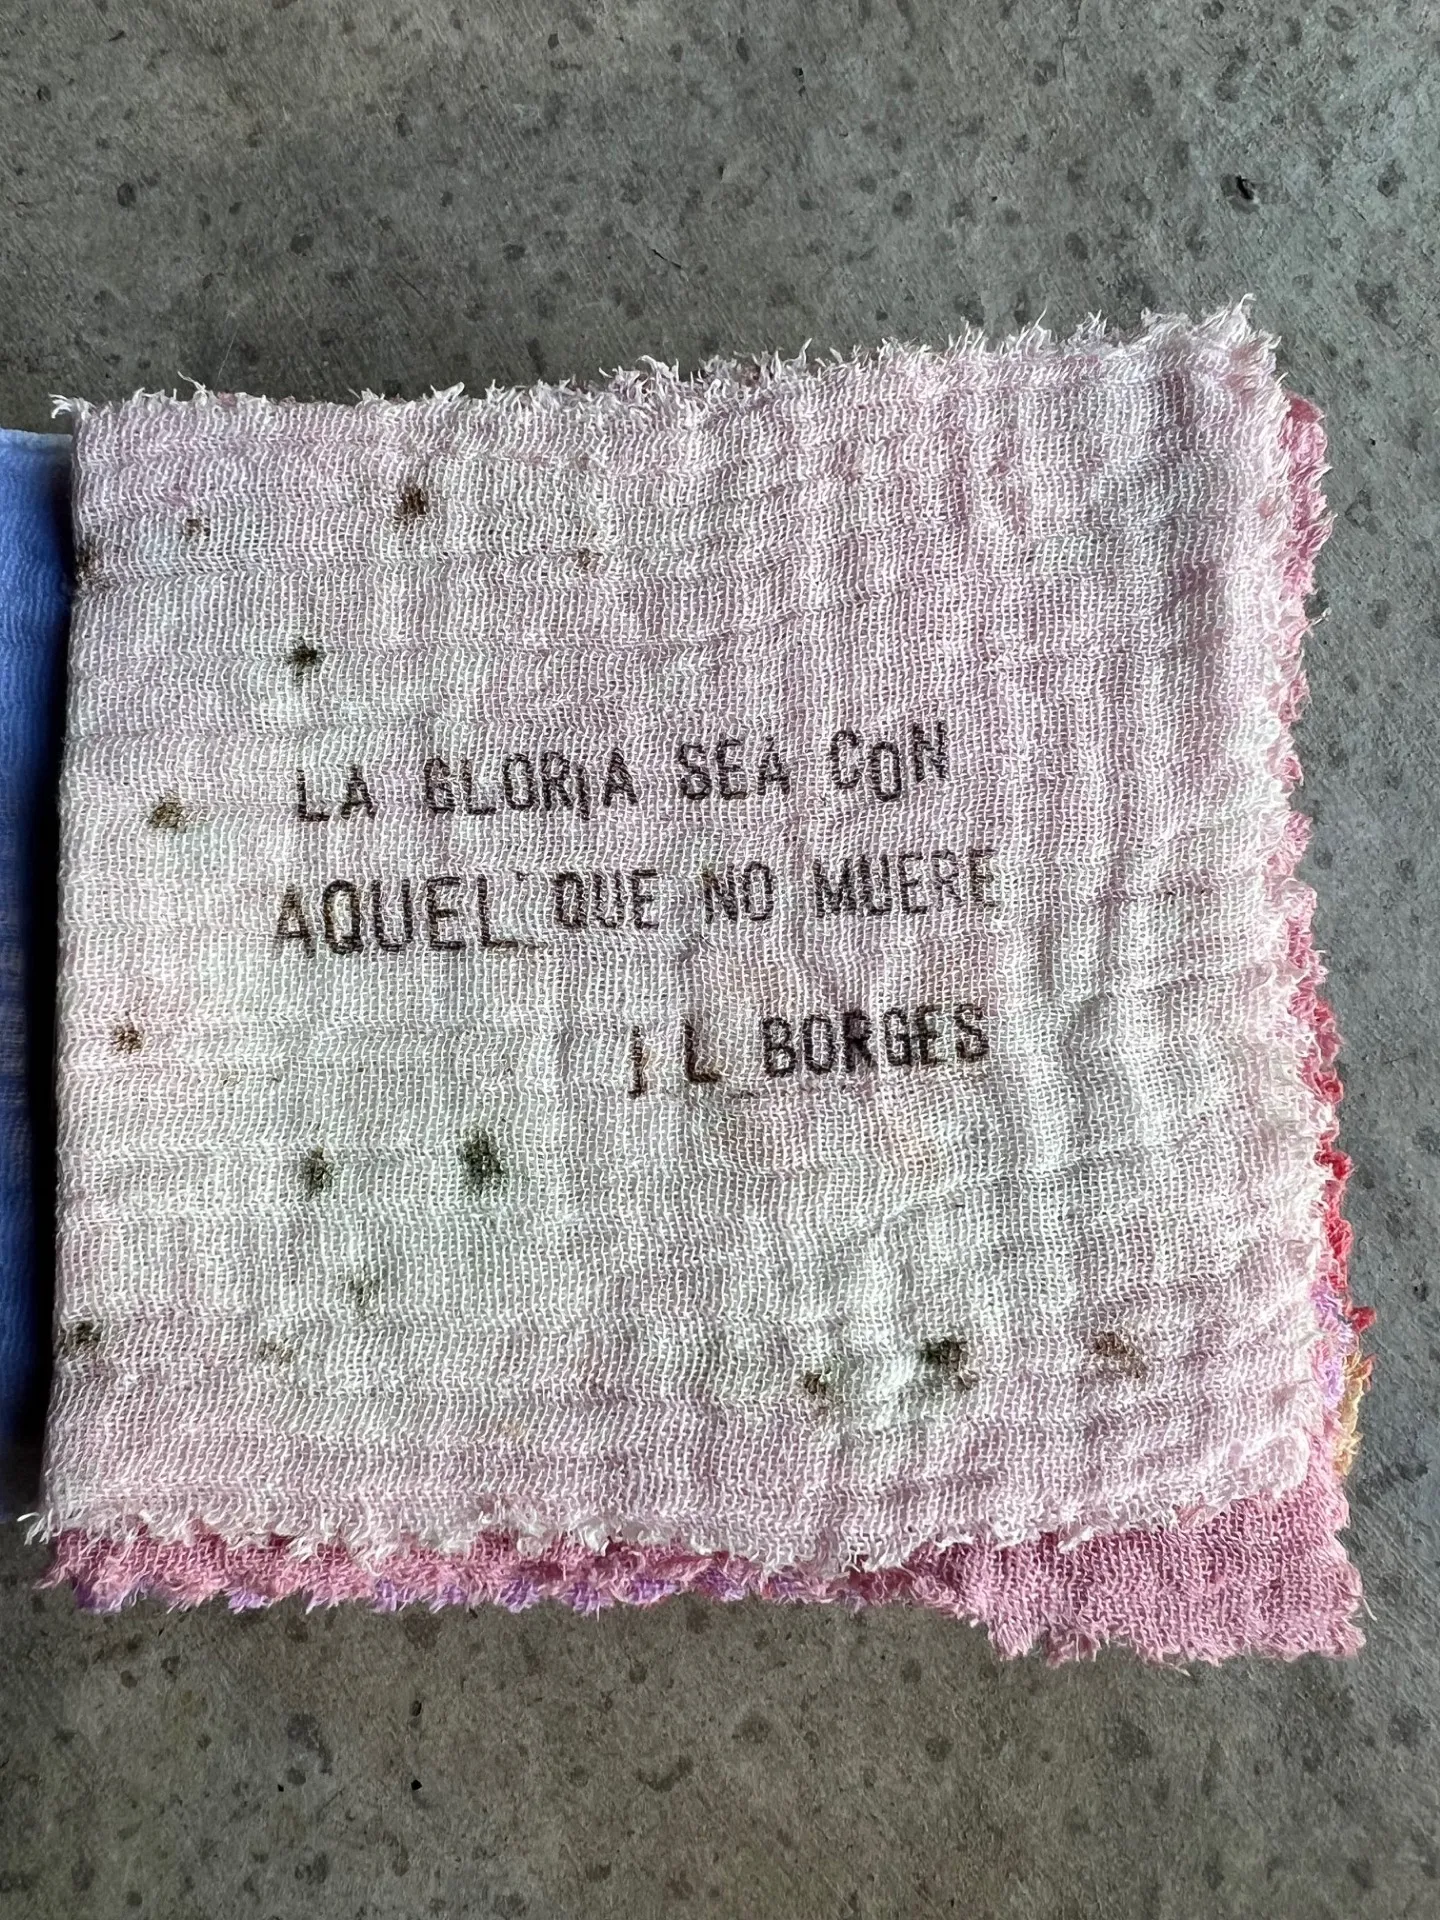 LA GLORIA SEA CON
AQUEL QUE NO MUERE
J L BORGES